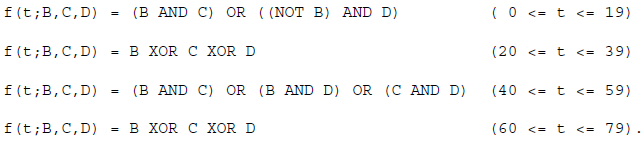 f(t;B,C,D) = (B AND C) OR ((NOT B) AND D) ( 0 <= t <= 19)
f(t;B,C,D) = B XOR C XOR D (20 <= t <= 39)
f(t;B,C,D) = (B AND C) OR (B AND D) OR (C AND D) (40 <= t <= 59)
f(t;B,C,D) = B XOR C XOR D (60 <= t <= 79).